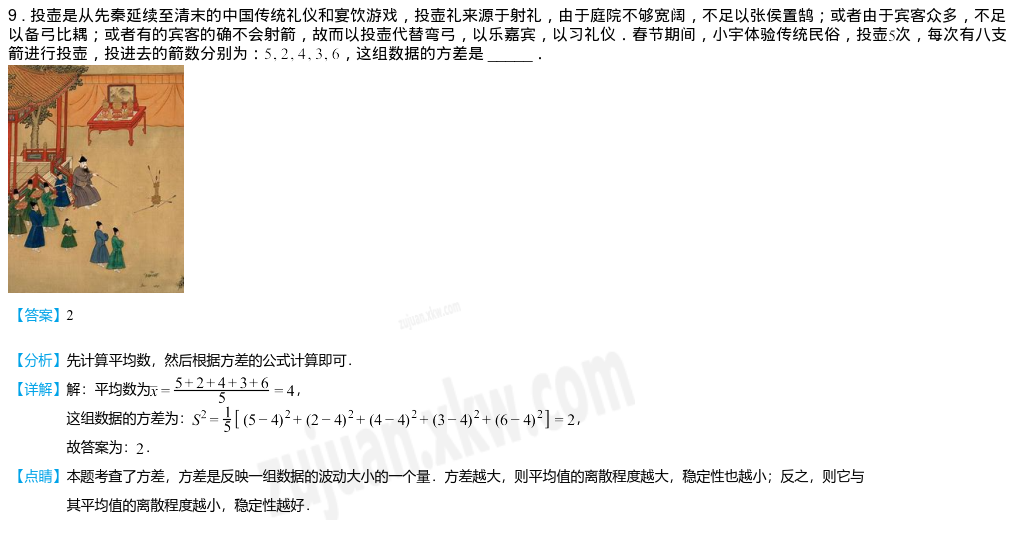 9．投壶是从先秦延续至清末的中国传统礼仪和宴饮游戏，投壶礼来源于射礼，由于庭院不够宽阔，不足以张侯置鹄；或者由于宾客众多，不足
以备弓比耦；或者有的宾客的确不会射箭，故而以投壶代替弯弓，以乐嘉宾，以习礼仪．春节期间，小宇体验传统民俗，投壶5次，每次有八支
箭进行投壶，投进去的箭数分别为：5, 2, 4, 3, 6，这组数据的方差是 ______．
【答案】2
【分析】先计算平均数，然后根据方差的公式计算即可．
【详解】解：平均数为x̄ = (5+2+4+3+6)/5 = 4，
这组数据的方差为：S² = 1/5[(5－4)²+(2－4)²+(4－4)²+(3－4)²+(6－4)²] = 2，
故答案为：2．
【点睛】本题考查了方差，方差是反映一组数据的波动大小的一个量．方差越大，则平均值的离散程度越大，稳定性也越小；反之，则它与
其平均值的离散程度越小，稳定性越好．
zujuan.xkw.com
zujuan.xkw.com